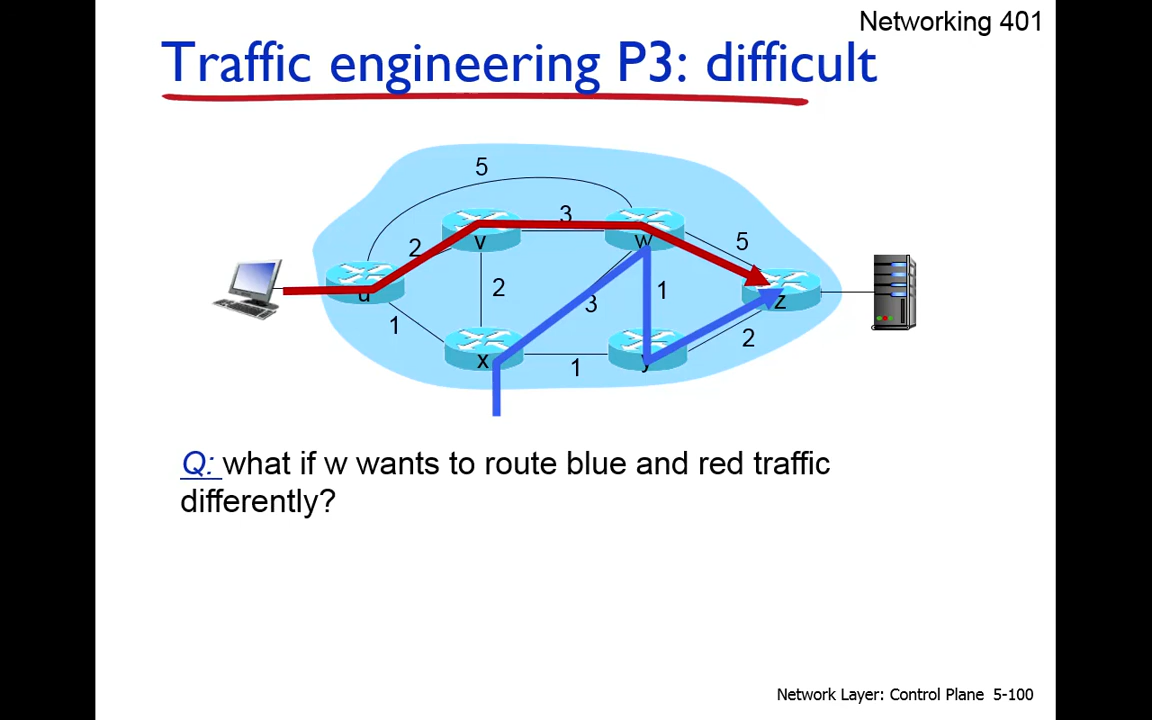 Networking 401
Traffic engineering P3: difficult
5
3
v
w
2
5
u
2
3
1
z
1
x
y
2
1
Q: what if w wants to route blue and red traffic
differently?
Network Layer: Control Plane 5-100